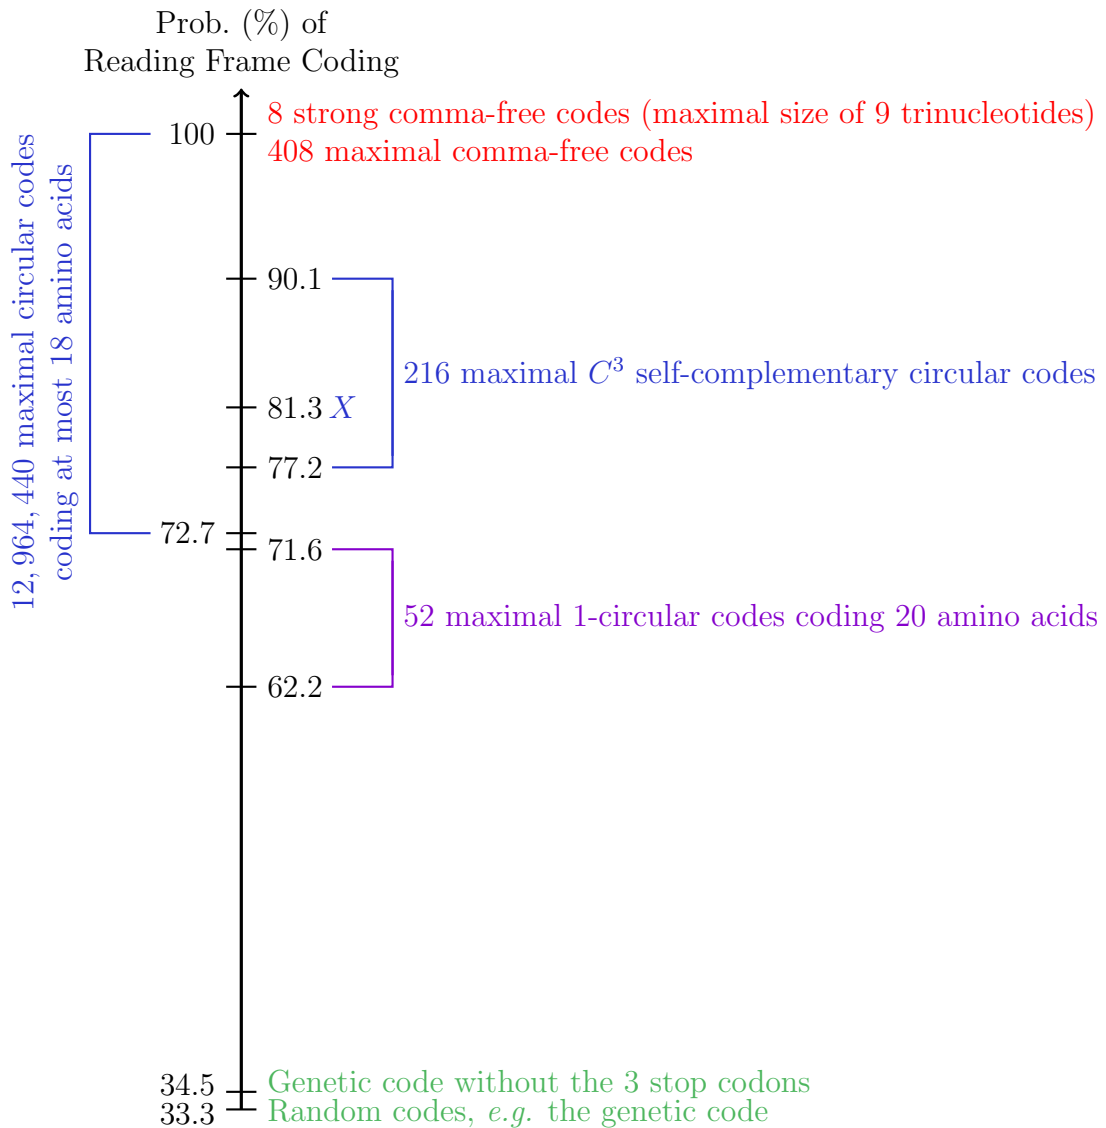 Prob. (%) of
Reading Frame Coding
12,964,440 maximal circular codes
coding at most 18 amino acids
100
8 strong comma-free codes (maximal size of 9 trinucleotides)
408 maximal comma-free codes
90.1
216 maximal C³ self-complementary circular codes
81.3 X
77.2
72.7
71.6
52 maximal 1-circular codes coding 20 amino acids
62.2
34.5 Genetic code without the 3 stop codons
33.3 Random codes, e.g. the genetic code